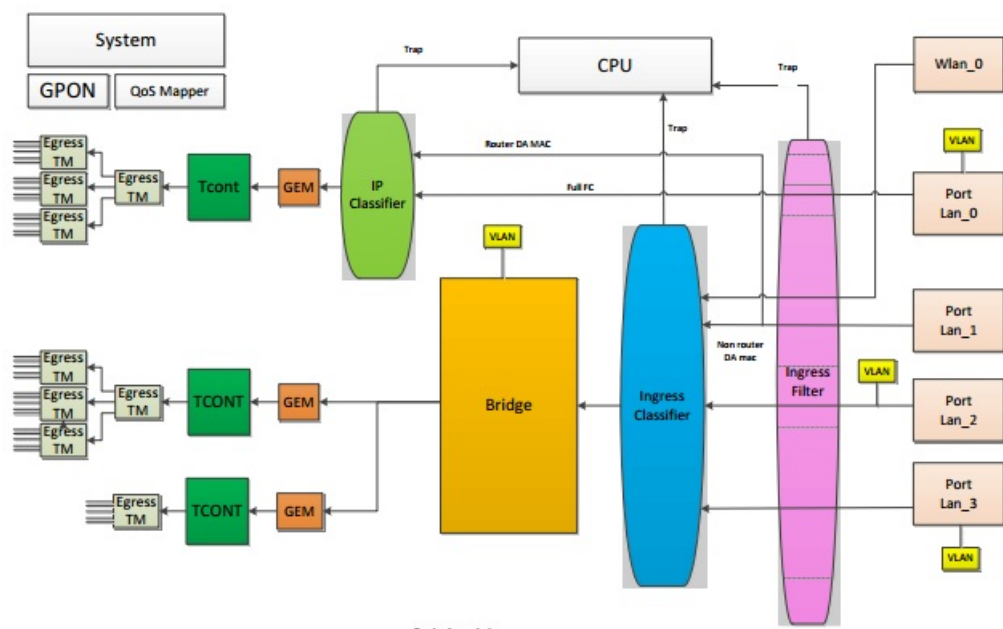 System
GPON
QoS Mapper
Trap
CPU
Trap
Wlan_0
Egress
TM
Egress
TM
Egress
TM
Egress
TM
Tcont
GEM
IP
Classifier
Router DA MAC
Full FC
Trap
VLAN
Port
Lan_0
VLAN
Port
Lan_1
Non router
DA mac
Egress
TM
Egress
TM
Egress
TM
Egress
TM
TCONT
GEM
Bridge
Ingress
Classifier
Ingress
Filter
VLAN
Port
Lan_2
Egress
TM
TCONT
GEM
Port
Lan_3
VLAN